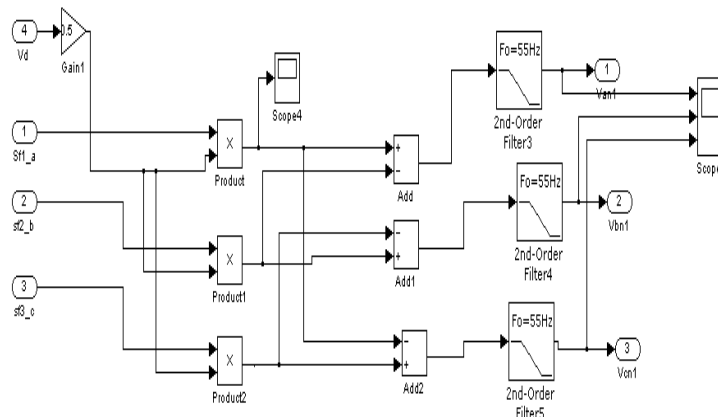 4
Vd
0.5
Gain1
Scope4
Fo=55Hz
2nd-Order
Filter3
1
Van1
Scope
1
Sf1_a
×
Product
+
−
Add
2
sf2_b
×
Product1
−
+
Add1
Fo=55Hz
2nd-Order
Filter4
2
Vbn1
3
sf3_c
×
Product2
−
+
Add2
Fo=55Hz
2nd-Order
Filter5
3
Vcn1